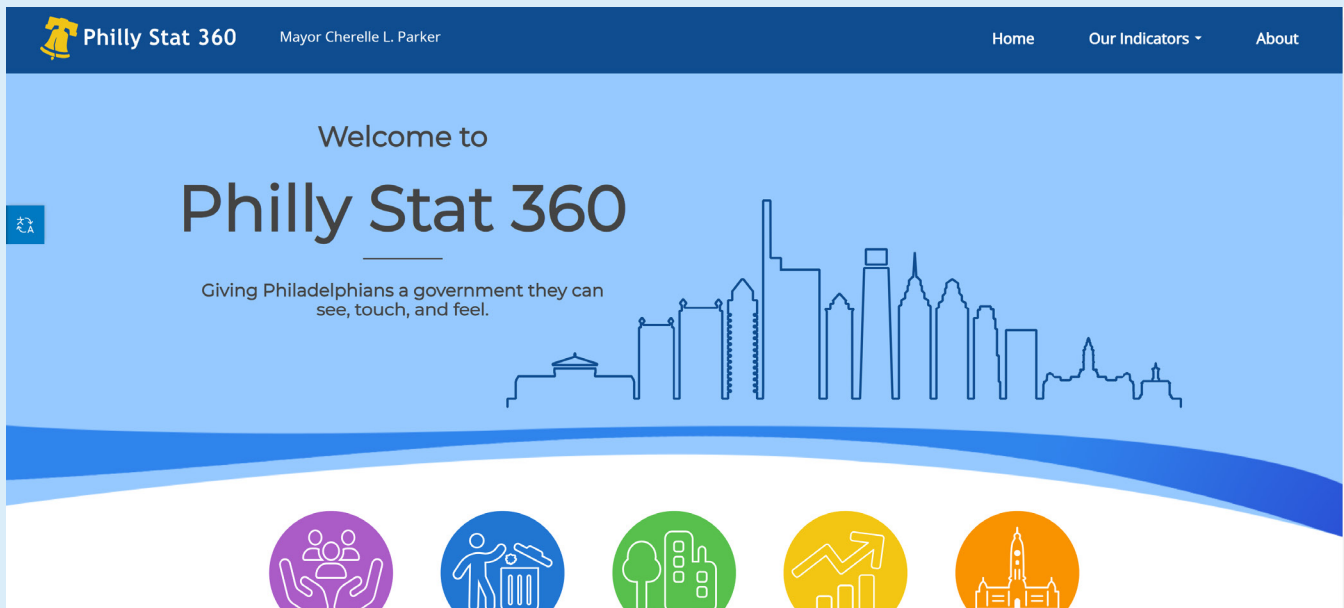 Philly Stat 360
Mayor Cherelle L. Parker
Home
Our Indicators
About
Welcome to
Philly Stat 360
Giving Philadelphians a government they can
see, touch, and feel.